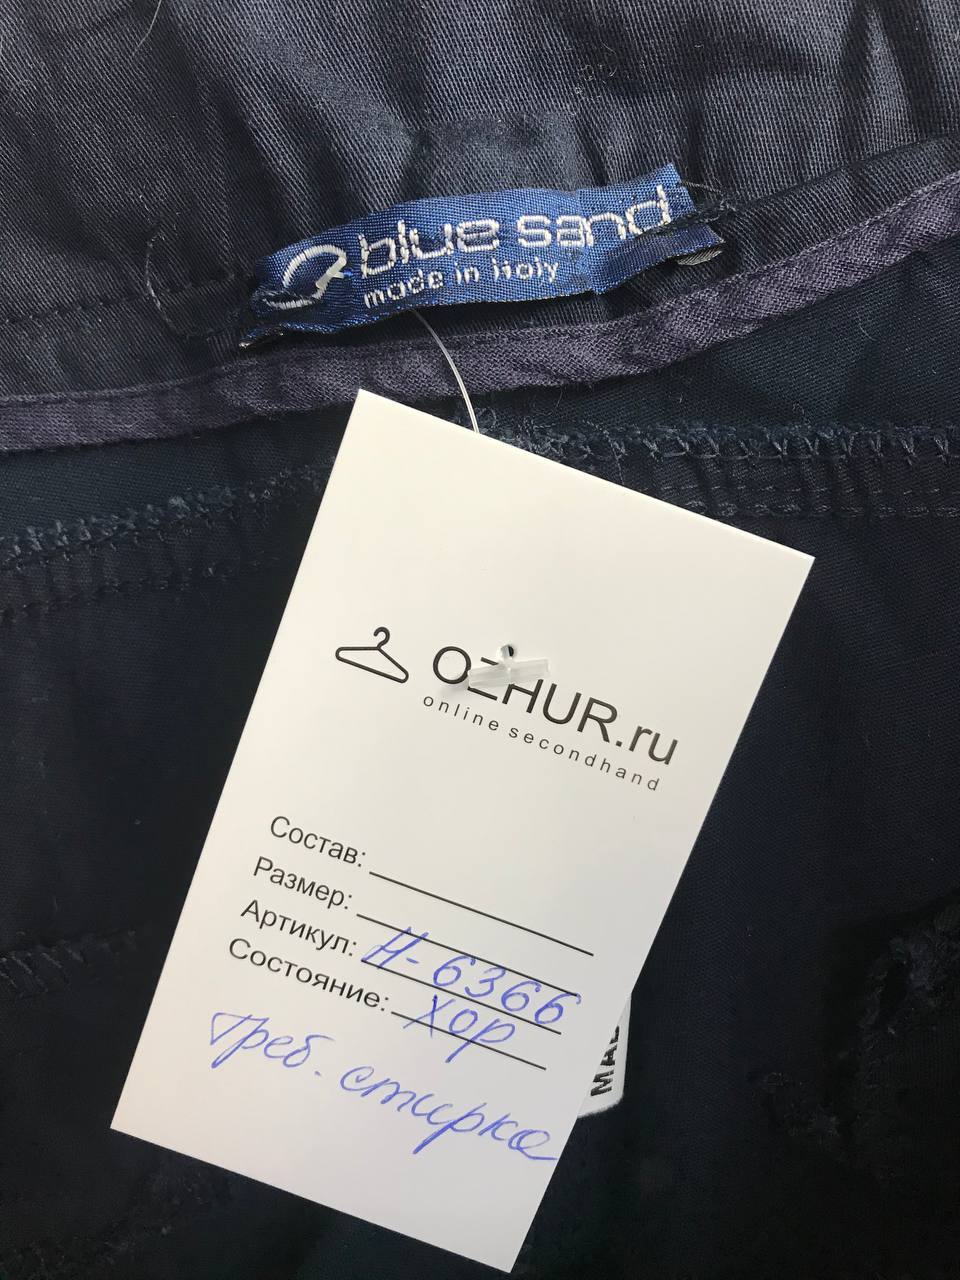 blue sand
made in italy
OZHUR.ru
online secondhand
Состав:
Размер:
Артикул: Н-6366
Состояние: хор
треб. стирка